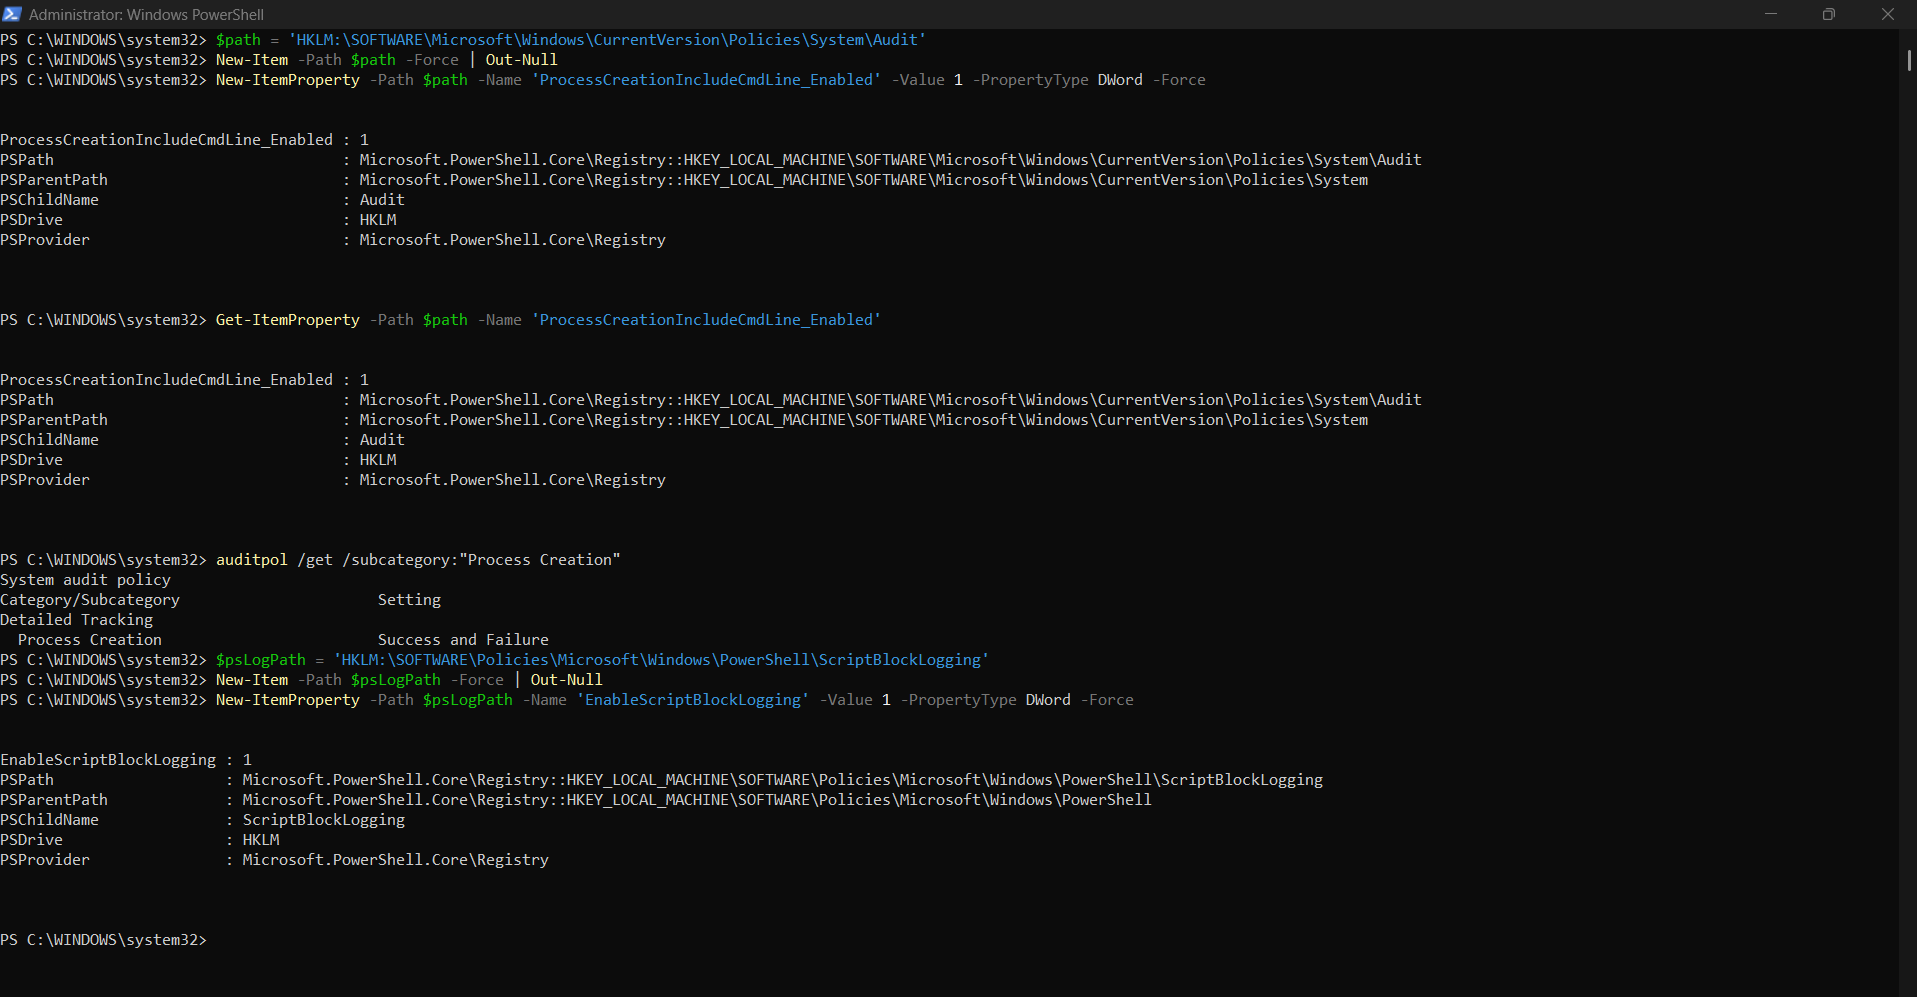 Administrator: Windows PowerShell
PS C:\WINDOWS\system32> $path = 'HKLM:\SOFTWARE\Microsoft\Windows\CurrentVersion\Policies\System\Audit'
PS C:\WINDOWS\system32> New-Item -Path $path -Force | Out-Null
PS C:\WINDOWS\system32> New-ItemProperty -Path $path -Name 'ProcessCreationIncludeCmdLine_Enabled' -Value 1 -PropertyType DWord -Force
ProcessCreationIncludeCmdLine_Enabled : 1
PSPath : Microsoft.PowerShell.Core\Registry::HKEY_LOCAL_MACHINE\SOFTWARE\Microsoft\Windows\CurrentVersion\Policies\System\Audit
PSParentPath : Microsoft.PowerShell.Core\Registry::HKEY_LOCAL_MACHINE\SOFTWARE\Microsoft\Windows\CurrentVersion\Policies\System
PSChildName : Audit
PSDrive : HKLM
PSProvider : Microsoft.PowerShell.Core\Registry
PS C:\WINDOWS\system32> Get-ItemProperty -Path $path -Name 'ProcessCreationIncludeCmdLine_Enabled'
ProcessCreationIncludeCmdLine_Enabled : 1
PSPath : Microsoft.PowerShell.Core\Registry::HKEY_LOCAL_MACHINE\SOFTWARE\Microsoft\Windows\CurrentVersion\Policies\System\Audit
PSParentPath : Microsoft.PowerShell.Core\Registry::HKEY_LOCAL_MACHINE\SOFTWARE\Microsoft\Windows\CurrentVersion\Policies\System
PSChildName : Audit
PSDrive : HKLM
PSProvider : Microsoft.PowerShell.Core\Registry
PS C:\WINDOWS\system32> auditpol /get /subcategory:"Process Creation"
System audit policy
Category/Subcategory Setting
Detailed Tracking
Process Creation Success and Failure
PS C:\WINDOWS\system32> $psLogPath = 'HKLM:\SOFTWARE\Policies\Microsoft\Windows\PowerShell\ScriptBlockLogging'
PS C:\WINDOWS\system32> New-Item -Path $psLogPath -Force | Out-Null
PS C:\WINDOWS\system32> New-ItemProperty -Path $psLogPath -Name 'EnableScriptBlockLogging' -Value 1 -PropertyType DWord -Force
EnableScriptBlockLogging : 1
PSPath : Microsoft.PowerShell.Core\Registry::HKEY_LOCAL_MACHINE\SOFTWARE\Policies\Microsoft\Windows\PowerShell\ScriptBlockLogging
PSParentPath : Microsoft.PowerShell.Core\Registry::HKEY_LOCAL_MACHINE\SOFTWARE\Policies\Microsoft\Windows\PowerShell
PSChildName : ScriptBlockLogging
PSDrive : HKLM
PSProvider : Microsoft.PowerShell.Core\Registry
PS C:\WINDOWS\system32>